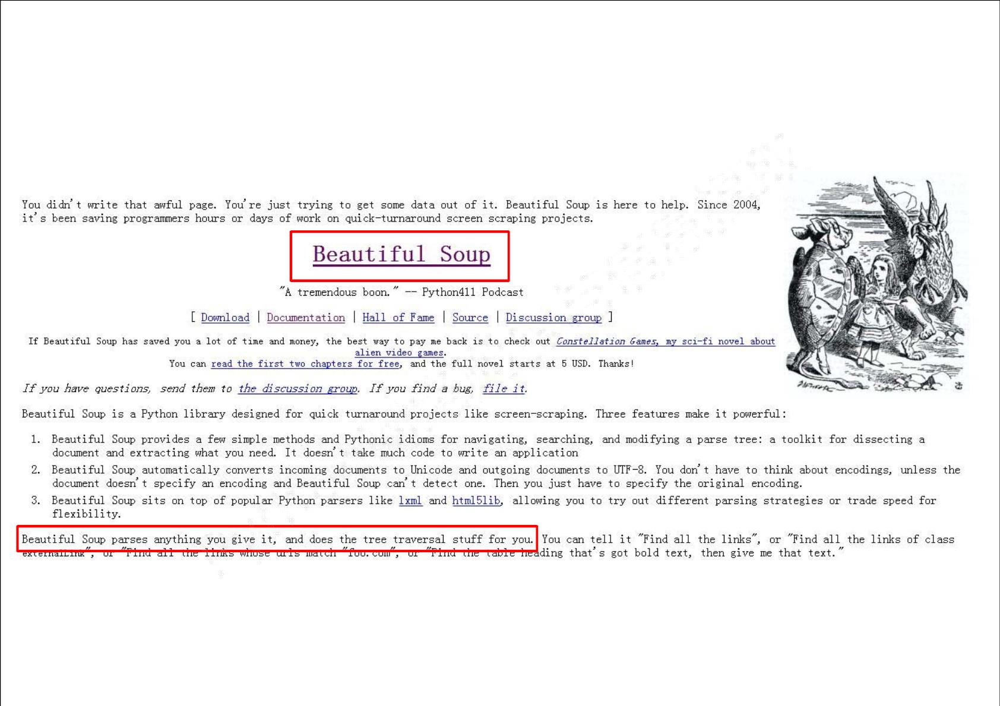 You didn't write that awful page. You're just trying to get some data out of it. Beautiful Soup is here to help. Since 2004,
it's been saving programmers hours or days of work on quick-turnaround screen scraping projects.
Beautiful Soup
"A tremendous boon." -- Python411 Podcast
[ Download | Documentation | Hall of Fame | Source | Discussion group ]
If Beautiful Soup has saved you a lot of time and money, the best way to pay me back is to check out Constellation Games, my sci-fi novel about
alien video games.
You can read the first two chapters for free, and the full novel starts at 5 USD. Thanks!
If you have questions, send them to the discussion group. If you find a bug, file it.
Beautiful Soup is a Python library designed for quick turnaround projects like screen-scraping. Three features make it powerful:
1. Beautiful Soup provides a few simple methods and Pythonic idioms for navigating, searching, and modifying a parse tree: a toolkit for dissecting a
document and extracting what you need. It doesn't take much code to write an application
2. Beautiful Soup automatically converts incoming documents to Unicode and outgoing documents to UTF-8. You don't have to think about encodings, unless the
document doesn't specify an encoding and Beautiful Soup can't detect one. Then you just have to specify the original encoding.
3. Beautiful Soup sits on top of popular Python parsers like lxml and html5lib, allowing you to try out different parsing strategies or trade speed for
flexibility.
Beautiful Soup parses anything you give it, and does the tree traversal stuff for you. You can tell it "Find all the links", or "Find all the links of class
externalLink", or "Find all the links whose urls match "foo.com", or "Find the table heading that's got bold text, then give me that text."